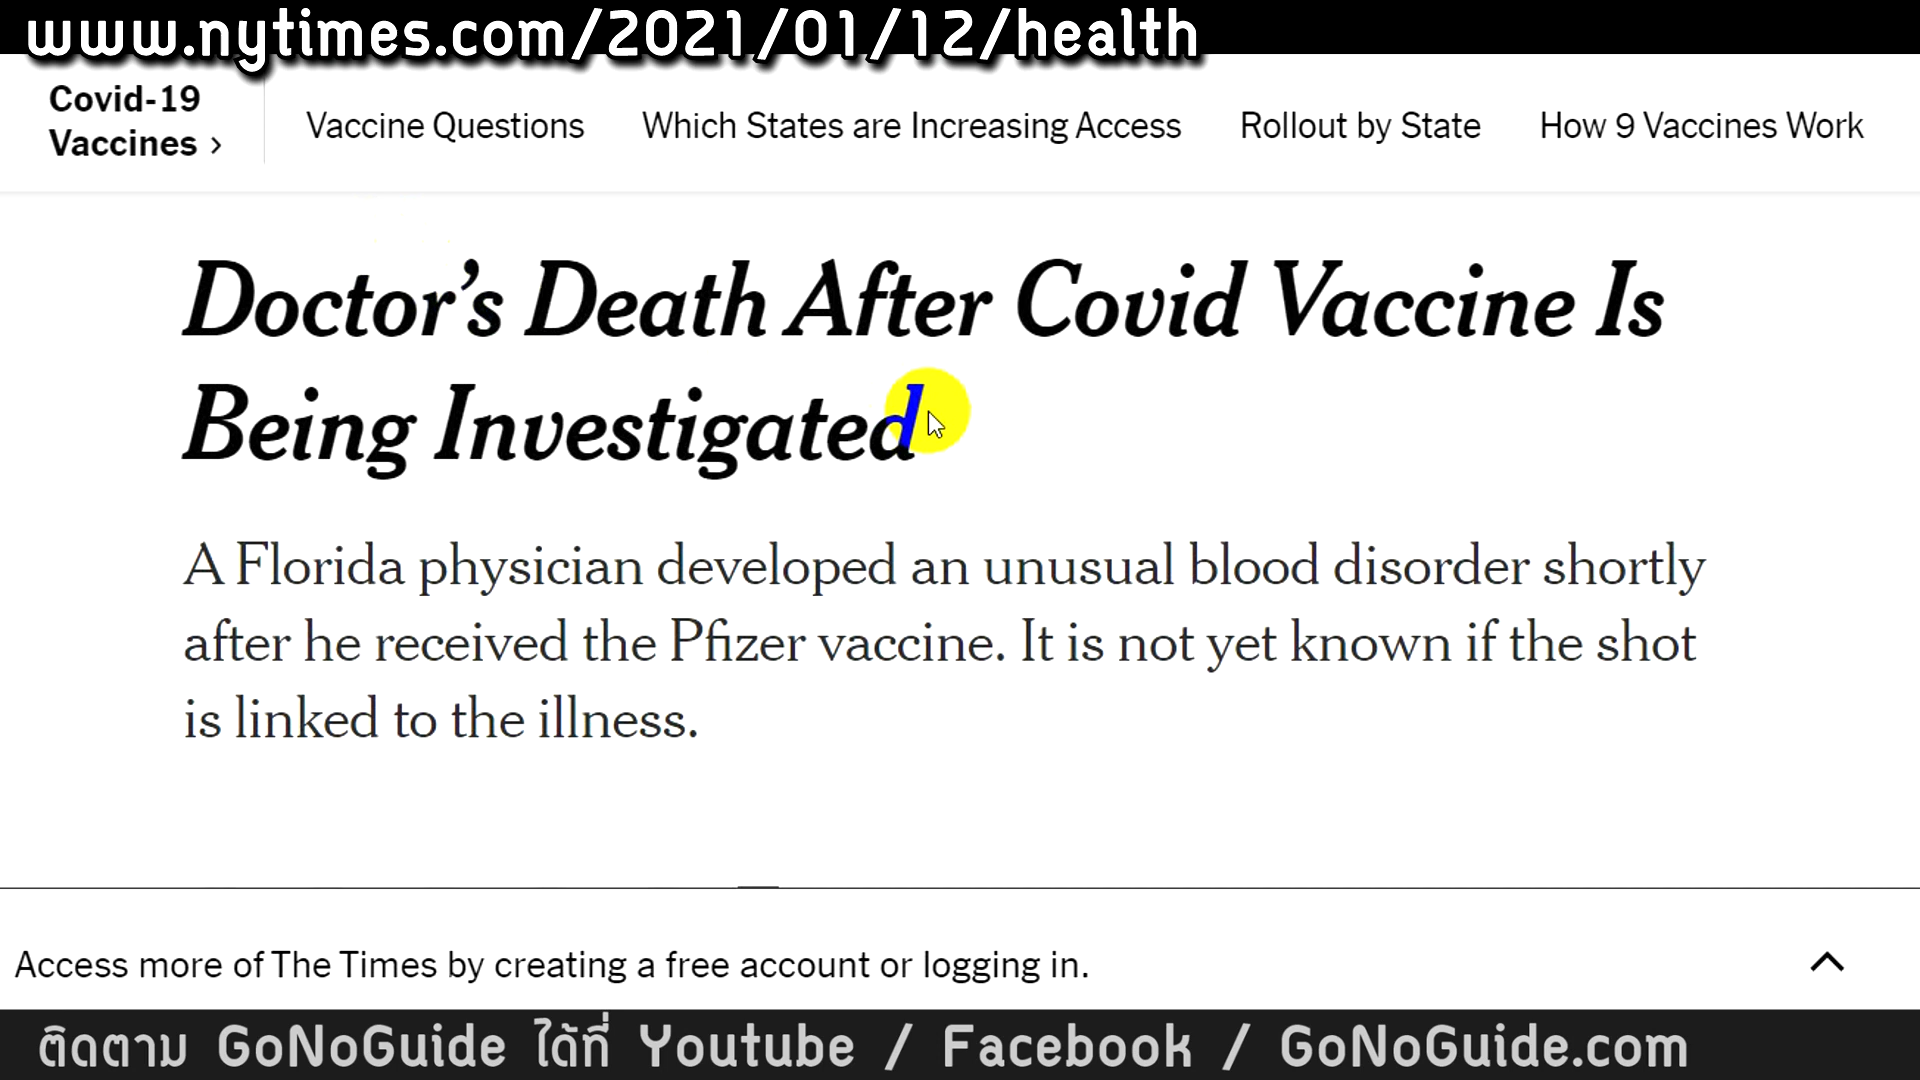 www.nytimes.com/2021/01/12/health
Covid-19
Vaccines ›
Vaccine Questions
Which States are Increasing Access
Rollout by State
How 9 Vaccines Work
Doctor’s Death After Covid Vaccine Is
Being Investigated
A Florida physician developed an unusual blood disorder shortly
after he received the Pfizer vaccine. It is not yet known if the shot
is linked to the illness.
Access more of The Times by creating a free account or logging in.
ติดตาม GoNoGuide ได้ที่ Youtube / Facebook / GoNoGuide.com